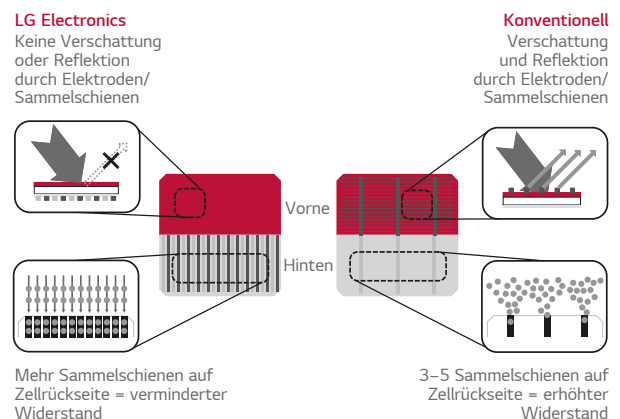 LG Electronics
Keine Verschattung
oder Reflektion
durch Elektroden/
Sammelschienen
Konventionell
Verschattung
und Reflektion
durch Elektroden/
Sammelschienen
Vorne
Hinten
Mehr Sammelschienen auf
Zellrückseite = verminderter
Widerstand
3–5 Sammelschienen auf
Zellrückseite = erhöhter
Widerstand